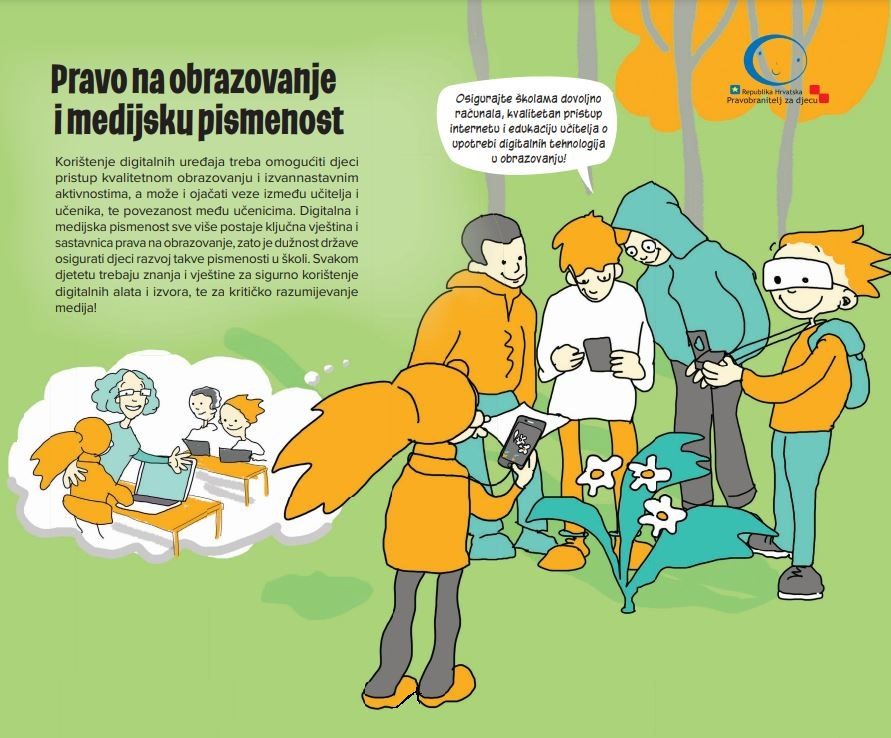 Pravo na obrazovanje
i medijsku pismenost
Korištenje digitalnih uređaja treba omogućiti djeci
pristup kvalitetnom obrazovanju i izvannastavnim
aktivnostima, a može i ojačati veze između učitelja i
učenika, te povezanost među učenicima. Digitalna i
medijska pismenost sve više postaje ključna vještina i
sastavnica prava na obrazovanje, zato je dužnost države
osigurati djeci razvoj takve pismenosti u školi. Svakom
djetetu trebaju znanja i vještine za sigurno korištenje
digitalnih alata i izvora, te za kritičko razumijevanje
medija!
Osigurajte školama dovoljno
računala, kvalitetan pristup
internetu i edukaciju učitelja o
upotrebi digitalnih tehnologija
u obrazovanju!
Republika Hrvatska
Pravobranitelj za djecu